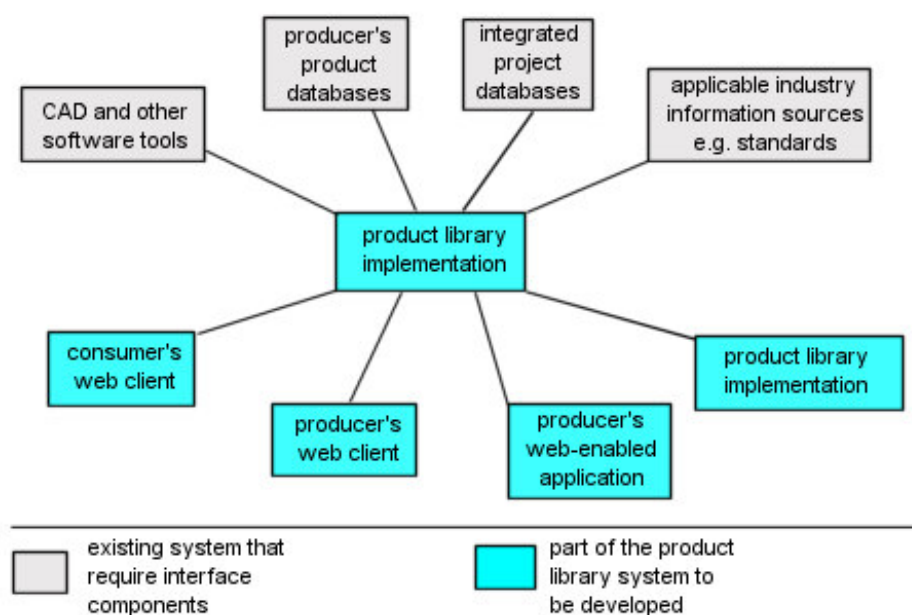 producer's
product
databases
integrated
project
databases
CAD and other
software tools
applicable industry
information sources
e.g. standards
product library
implementation
consumer's
web client
product library
implementation
producer's
web client
producer's
web-enabled
application
existing system that
require interface
components
part of the product
library system to
be developed